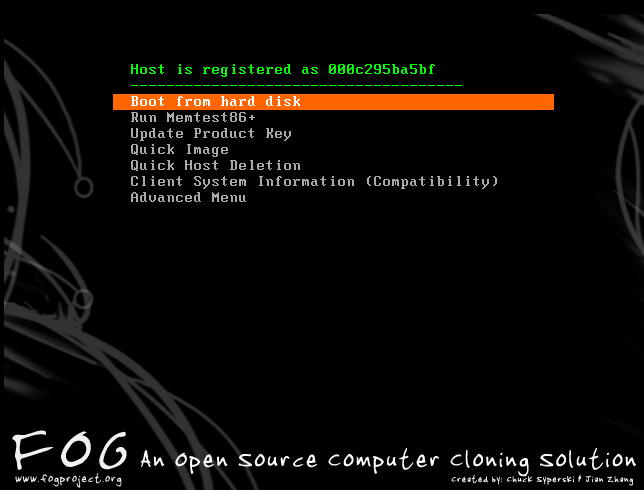 Host is registered as 000c295ba5bf
-------------------------------------
Boot from hard disk
Run Memtest86+
Update Product Key
Quick Image
Quick Host Deletion
Client System Information (Compatibility)
Advanced Menu
FOG An Open Source Computer Cloning Solution
www.fogproject.org Created by: Chuck Syperski & Jian Zhang